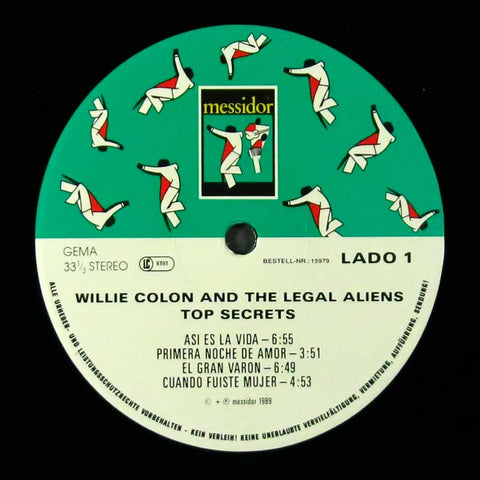 messidor
GEMA
33 1/3 STEREO
LC 8595
BESTELL-NR.: 15979
LADO 1
WILLIE COLON AND THE LEGAL ALIENS
TOP SECRETS
ASI ES LA VIDA – 6:55
PRIMERA NOCHE DE AMOR – 3:51
EL GRAN VARON – 6:49
CUANDO FUISTE MUJER – 4:53
© + ℗ messidor 1989
ALLE URHEBER- UND LEISTUNGSSCHUTZRECHTE VORBEHALTEN - KEIN VERLEIH! KEINE UNERLAUBTE VERVIELFÄLTIGUNG, VERMIETUNG, AUFFÜHRUNG, SENDUNG!